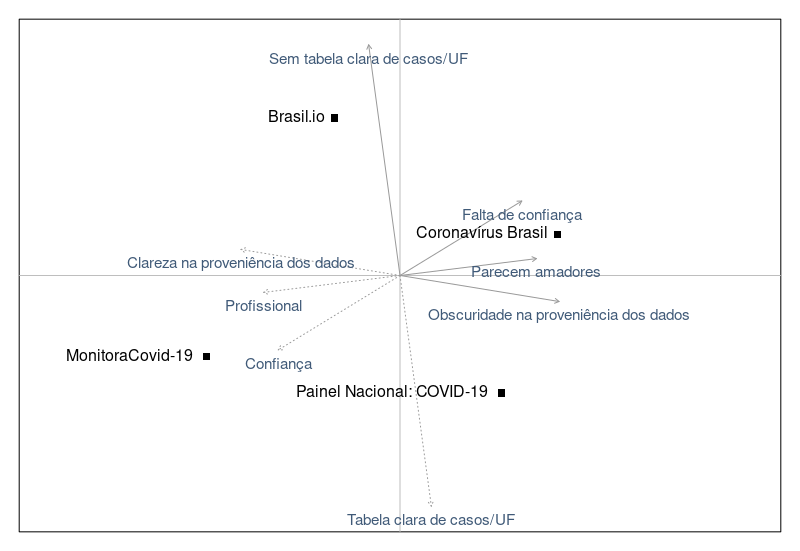 Sem tabela clara de casos/UF
Brasil.io
Falta de confiança
Coronavírus Brasil
Clareza na proveniência dos dados
Parecem amadores
Profissional
Obscuridade na proveniência dos dados
MonitoraCovid-19
Confiança
Painel Nacional: COVID-19
Tabela clara de casos/UF